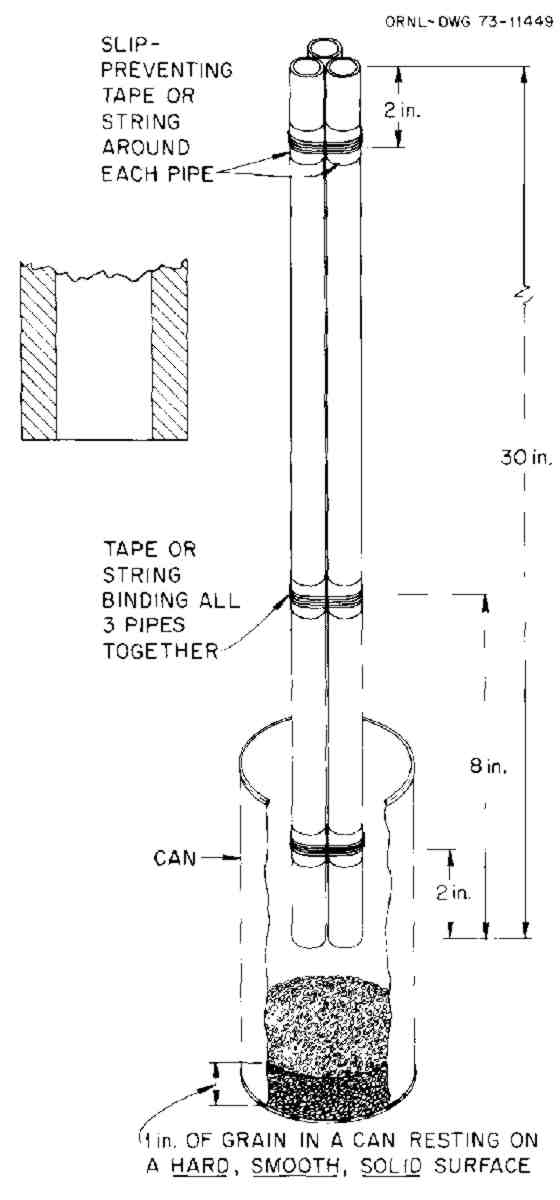 ORNL-DWG 73-11449
SLIP-
PREVENTING
TAPE OR
STRING
AROUND
EACH PIPE
2 in.
30 in.
TAPE OR
STRING
BINDING ALL
3 PIPES
TOGETHER
8 in.
CAN
2 in.
1 in. OF GRAIN IN A CAN RESTING ON
A HARD, SMOOTH, SOLID SURFACE